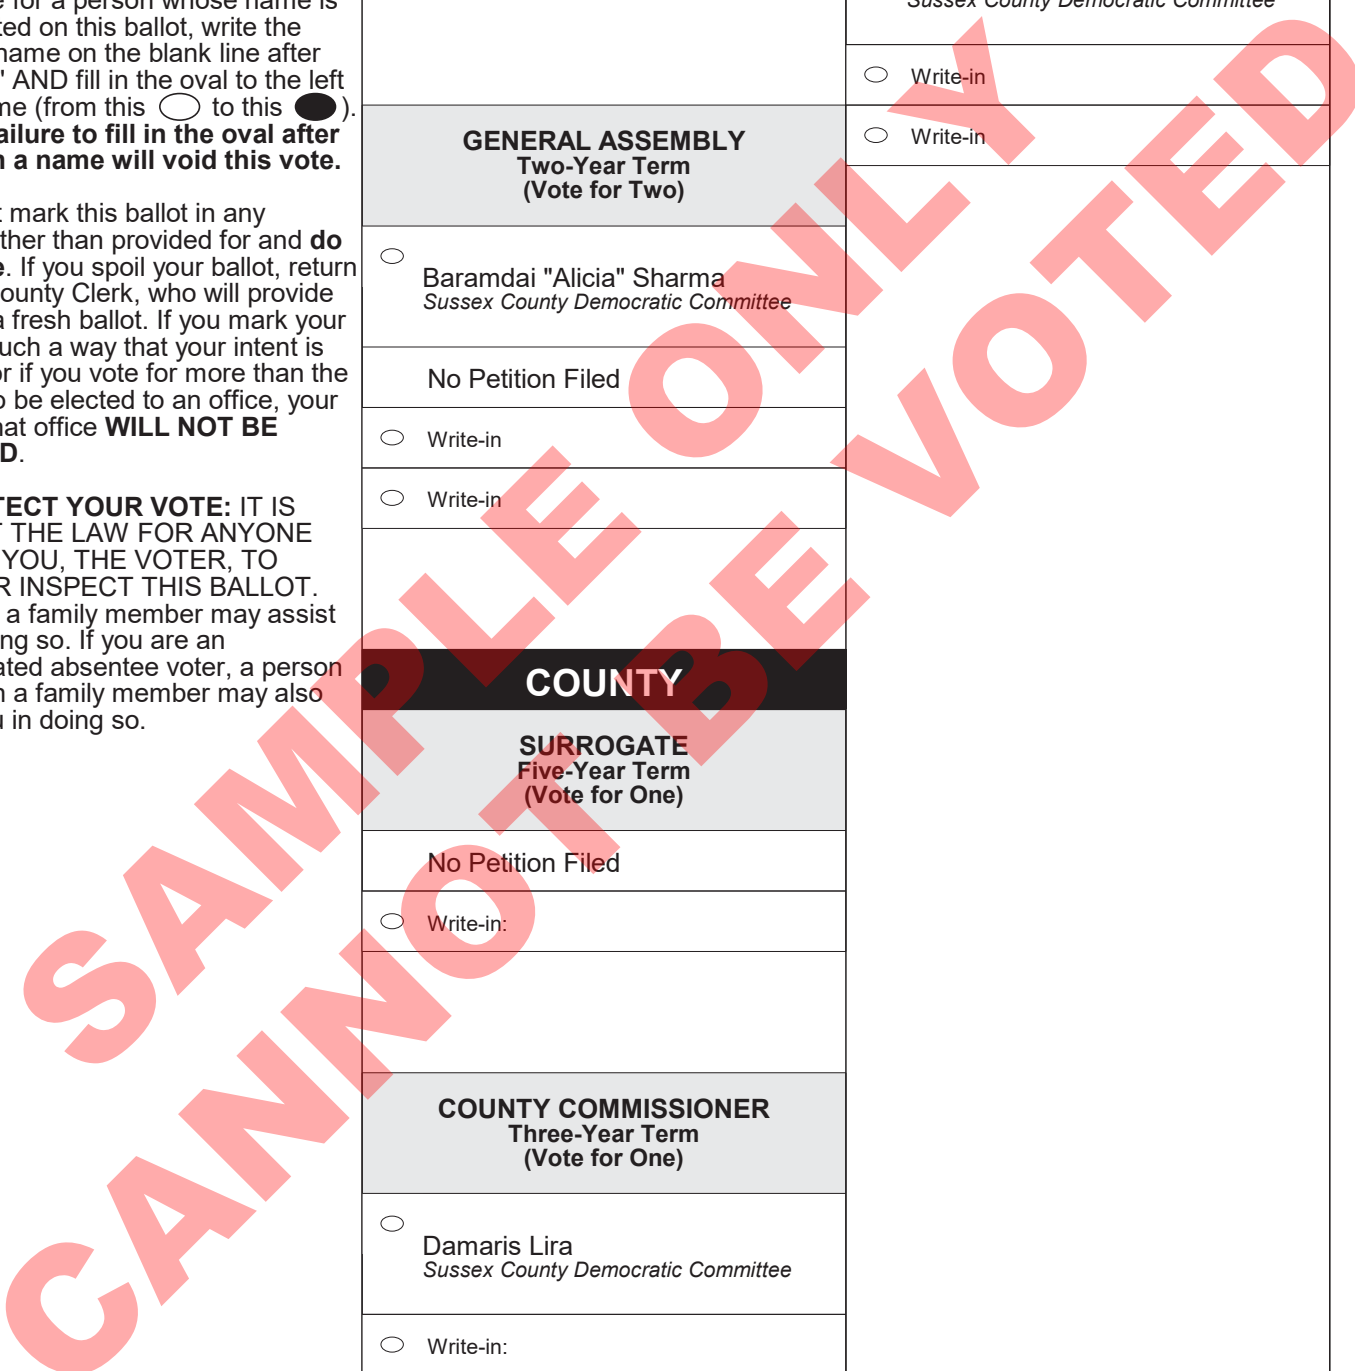 e for a person whose name is
ted on this ballot, write the
name on the blank line after
" AND fill in the oval to the left
me (from this to this ).
ailure to fill in the oval after
n a name will void this vote.
t mark this ballot in any
ther than provided for and do
e. If you spoil your ballot, return
ounty Clerk, who will provide
a fresh ballot. If you mark your
uch a way that your intent is
or if you vote for more than the
o be elected to an office, your
hat office WILL NOT BE
D.
TECT YOUR VOTE: IT IS
T THE LAW FOR ANYONE
YOU, THE VOTER, TO
R INSPECT THIS BALLOT.
a family member may assist
ng so. If you are an
ated absentee voter, a person
n a family member may also
u in doing so.
GENERAL ASSEMBLY
Two-Year Term
(Vote for Two)
Baramdai "Alicia" Sharma
Sussex County Democratic Committee
No Petition Filed
Write-in
Write-in
COUNTY
SURROGATE
Five-Year Term
(Vote for One)
No Petition Filed
Write-in:
COUNTY COMMISSIONER
Three-Year Term
(Vote for One)
Damaris Lira
Sussex County Democratic Committee
Write-in:
Sussex County Democratic Committee
Write-in
Write-in
SAMPLE ONLY
CANNOT BE VOTED